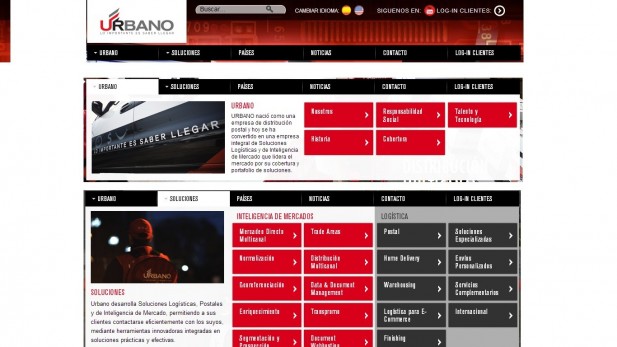 URBANO
LO IMPORTANTE ES SABER LLEGAR
Buscar ...
CAMBIAR IDIOMA:
SIGUENOS EN:
LOG-IN CLIENTES:
URBANO
SOLUCIONES
PAÍSES
NOTICIAS
CONTACTO
LOG-IN CLIENTES
URBANO
SOLUCIONES
PAÍSES
NOTICIAS
CONTACTO
LOG-IN CLIENTES
LO IMPORTANTE ES SABER LLEGAR
URBANO
URBANO nació como una
empresa de distribución
postal y hoy se ha
convertido en una empresa
integral de Soluciones
Logísticas y de Inteligencia
de Mercado que lidera el
mercado por su cobertura y
portafolio de soluciones.
Nosotros
Responsabilidad
Social
Talento y
Tecnología
Historia
Cobertura
URBANO
SOLUCIONES
PAÍSES
NOTICIAS
CONTACTO
LOG-IN CLIENTES
URBANO
SOLUCIONES
Urbano desarrolla Soluciones Logísticas, Postales
y de Inteligencia de Mercado, permitiendo a sus
clientes contactarse eficientemente con los suyos,
mediante herramientas innovadoras integradas en
soluciones prácticas y efectivas.
INTELIGENCIA DE MERCADOS
LOGÍSTICA
Mercadeo Directo
Multicanal
Trade Areas
Postal
Soluciones
Especializadas
Normalización
Distribución
Multicanal
Home Delivery
Envíos
Personalizados
Georeferenciación
Data & Document
Management
Warehousing
Servicios
Complementarios
Enriquecimiento
Transpromo
Logística para E-
Commerce
Internacional
Segmentación y
Document
Finishing